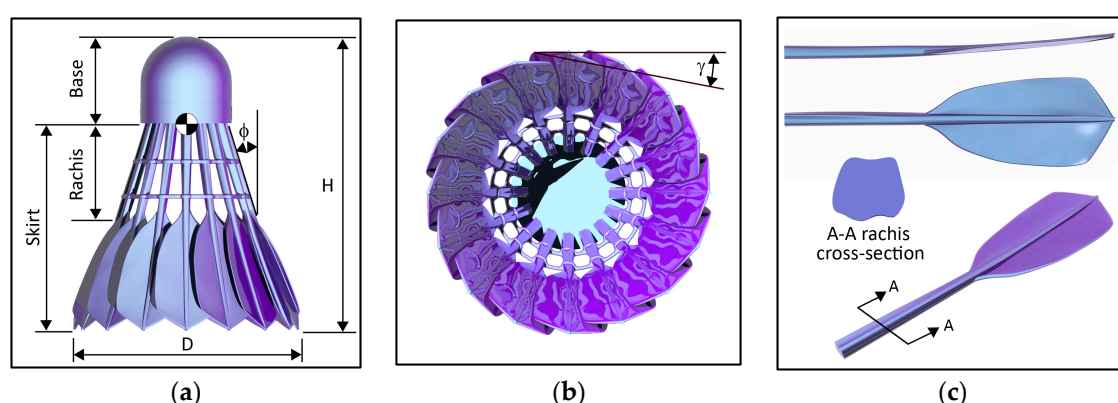 Base
Rachis
Skirt
ϕ
H
D
γ
A-A rachis
cross-section
A
A
(a)
(b)
(c)